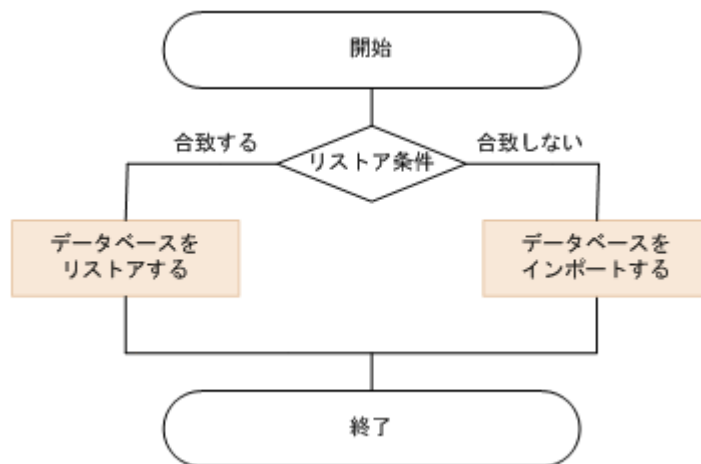 開始
合致する
リストア条件
合致しない
データベースを
リストアする
データベースを
インポートする
終了